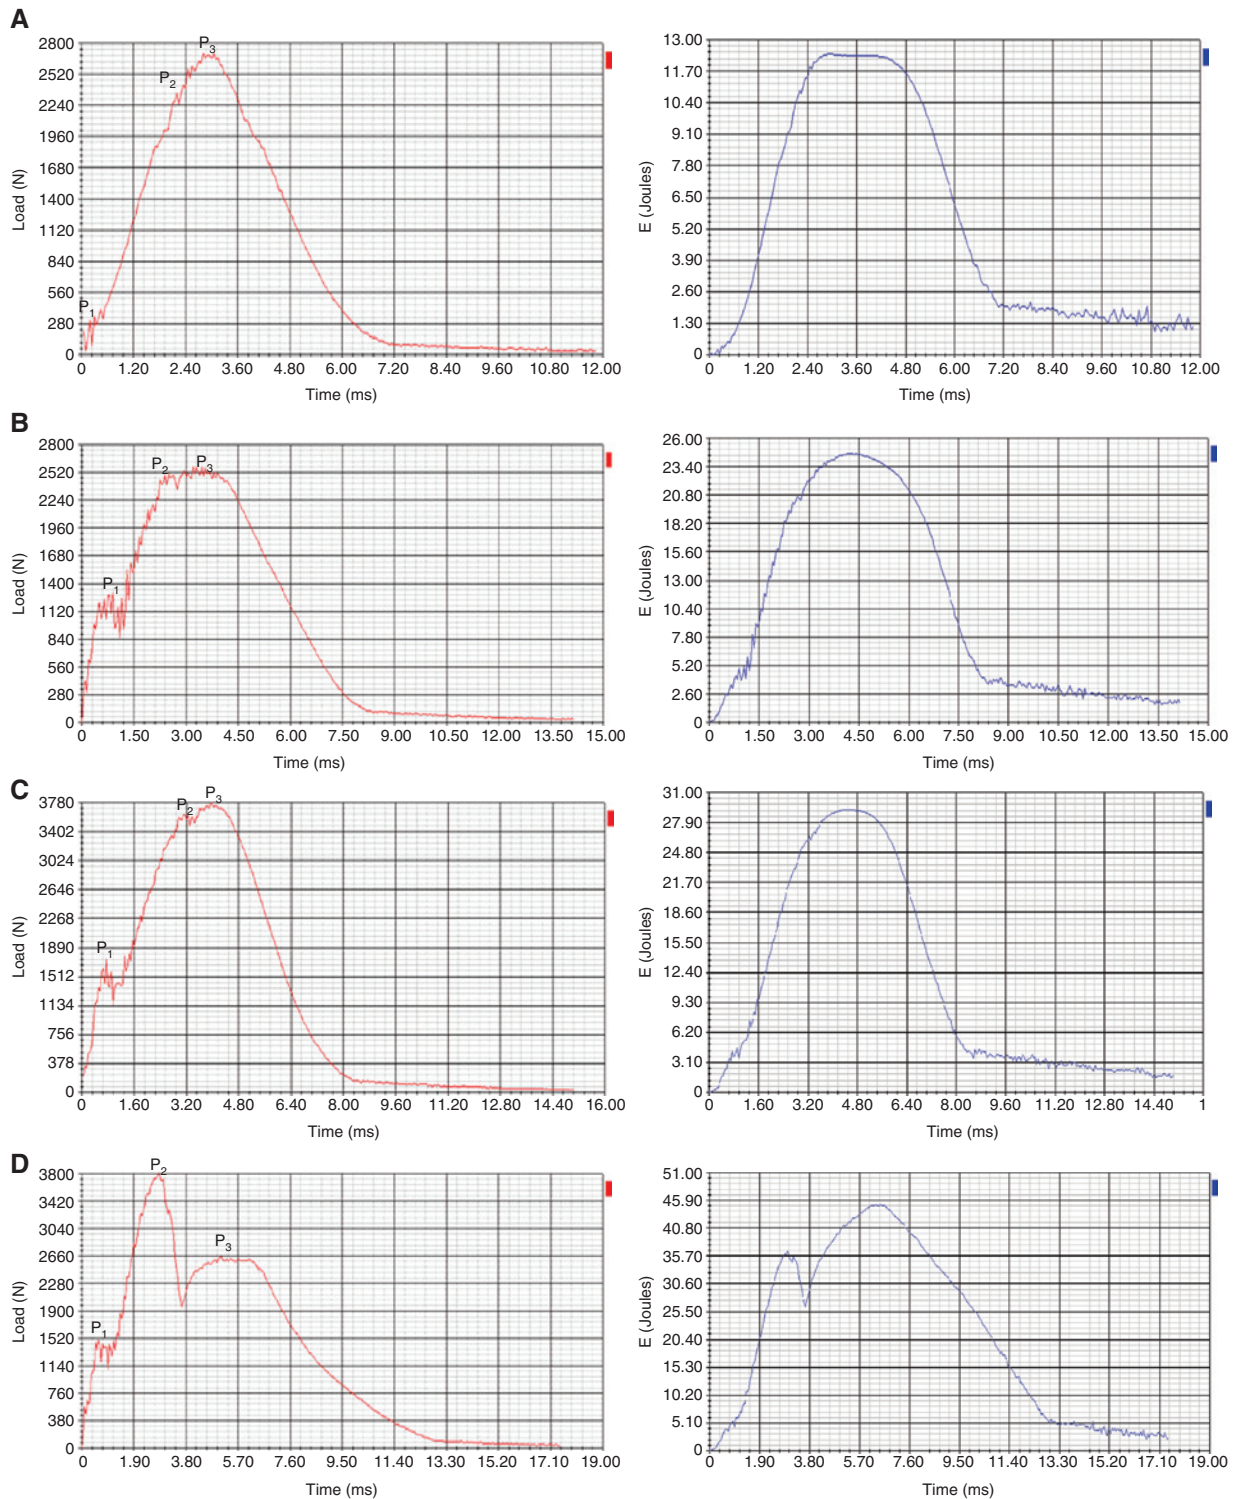 A
2800
2520
2240
1960
1680
1400
1120
840
560
280
0
Load (N)
P1
P2
P3
0 1.20 2.40 3.60 4.80 6.00 7.20 8.40 9.60 10.80 12.00
Time (ms)
13.00
11.70
10.40
9.10
7.80
6.50
5.20
3.90
2.60
1.30
0
E (Joules)
0 1.20 2.40 3.60 4.80 6.00 7.20 8.40 9.60 10.80 12.00
Time (ms)
B
2800
2520
2240
1960
1680
1400
1120
840
560
280
0
Load (N)
P1
P2
P3
0 1.50 3.00 4.50 6.00 7.50 9.00 10.50 12.00 13.50 15.00
Time (ms)
26.00
23.40
20.80
18.20
15.60
13.00
10.40
7.80
5.20
2.60
0
E (Joules)
0 1.50 3.00 4.50 6.00 7.50 9.00 10.50 12.00 13.50 15.00
Time (ms)
C
3780
3402
3024
2646
2268
1890
1512
1134
756
378
0
Load (N)
P1
P2
P3
0 1.60 3.20 4.80 6.40 8.00 9.60 11.20 12.80 14.40 16.00
Time (ms)
31.00
27.90
24.80
21.70
18.60
15.50
12.40
9.30
6.20
3.10
0
E (Joules)
0 1.60 3.20 4.80 6.40 8.00 9.60 11.20 12.80 14.40 1
Time (ms)
D
3800
3420
3040
2660
2280
1900
1520
1140
760
380
0
Load (N)
P1
P2
P3
0 1.90 3.80 5.70 7.60 9.50 11.40 13.30 15.20 17.10 19.00
Time (ms)
51.00
45.90
40.80
35.70
30.60
25.50
20.40
15.30
10.20
5.10
0
E (Joules)
0 1.90 3.80 5.70 7.60 9.50 11.40 13.30 15.20 17.10 19.00
Time (ms)